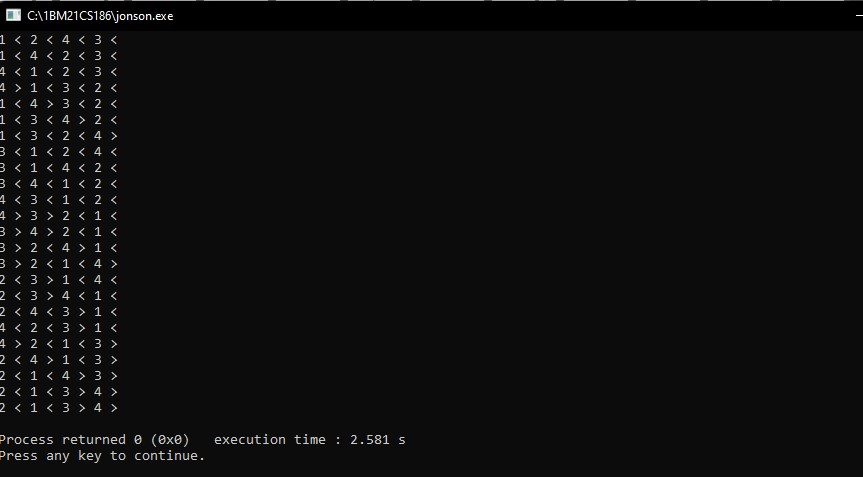 C:\1BM21CS186\jonson.exe
1 < 2 < 4 < 3 <
1 < 4 < 2 < 3 <
4 < 1 < 2 < 3 <
4 > 1 < 3 < 2 <
1 < 4 > 3 < 2 <
1 < 3 < 4 > 2 <
1 < 3 < 2 < 4 >
3 < 1 < 2 < 4 <
3 < 1 < 4 < 2 <
3 < 4 < 1 < 2 <
4 < 3 < 1 < 2 <
4 > 3 > 2 < 1 <
3 > 4 > 2 < 1 <
3 > 2 < 4 > 1 <
3 > 2 < 1 < 4 >
2 < 3 > 1 < 4 <
2 < 3 > 4 < 1 <
2 < 4 < 3 > 1 <
4 < 2 < 3 > 1 <
4 > 2 < 1 < 3 >
2 < 4 > 1 < 3 >
2 < 1 < 4 > 3 >
2 < 1 < 3 > 4 >
2 < 1 < 3 > 4 >
Process returned 0 (0x0)   execution time : 2.581 s
Press any key to continue.